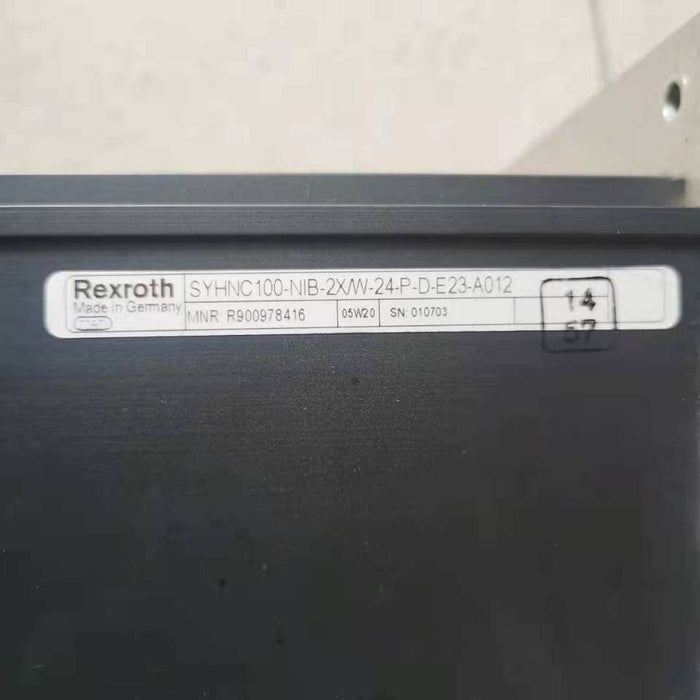 Rexroth
Made in Germany
SYHNC100-NIB-2X/W-24-P-D-E23-A012
MNR: R900978416
05W20
SN: 010703
14
57